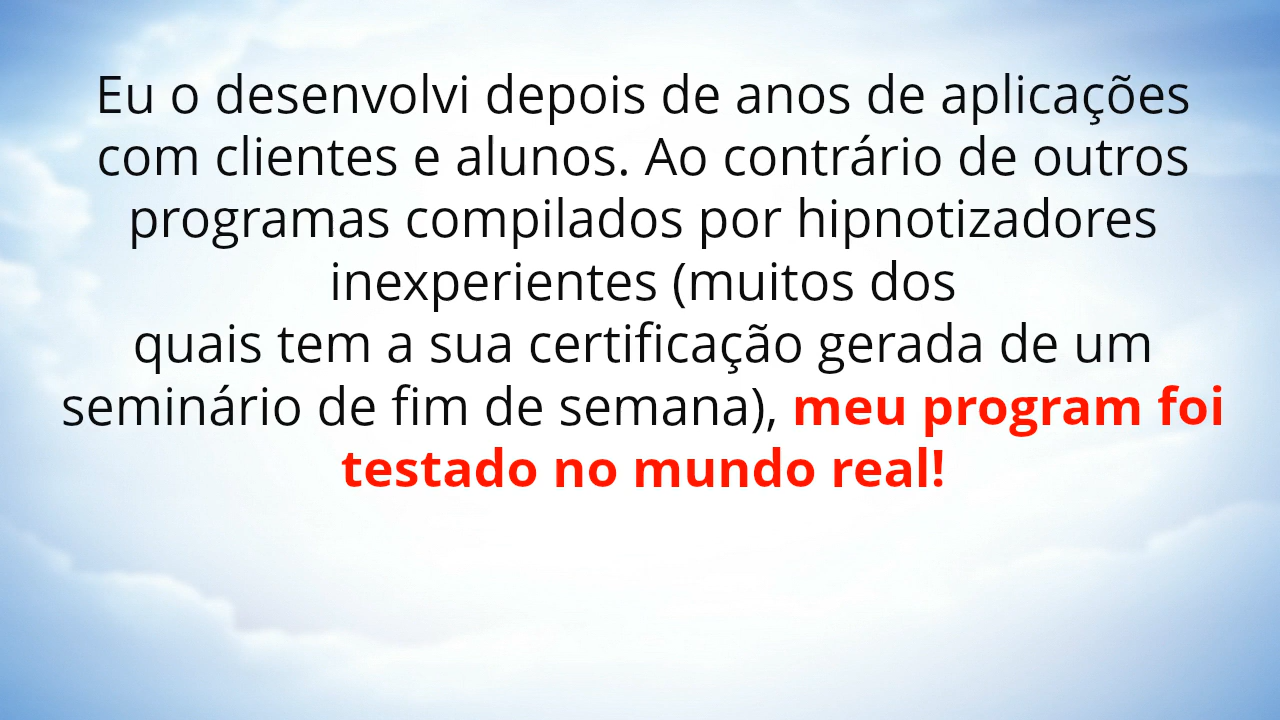 Eu o desenvolvi depois de anos de aplicações
com clientes e alunos. Ao contrário de outros
programas compilados por hipnotizadores
inexperientes (muitos dos
quais tem a sua certificação gerada de um
seminário de fim de semana), meu program foi
testado no mundo real!